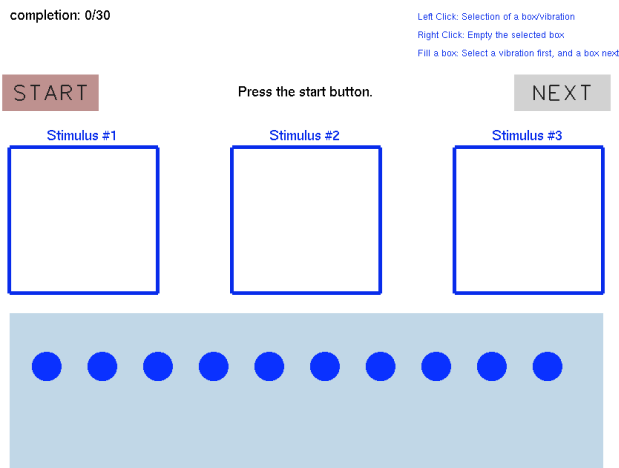 completion: 0/30
Left Click: Selection of a box/vibration
Right Click: Empty the selected box
Fill a box: Select a vibration first, and a box next
START
Press the start button.
NEXT
Stimulus #1
Stimulus #2
Stimulus #3